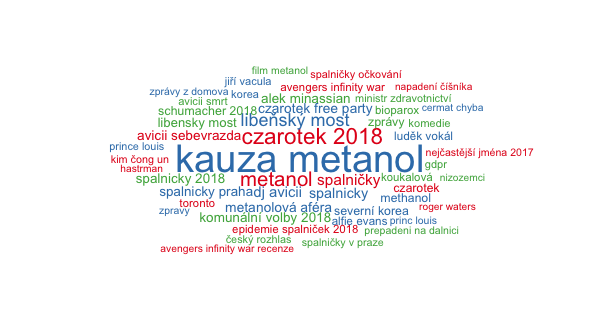 film metanol
spalničky očkování
jiří vacula
avengers infinity war
napadení číšníka
zprávy z domova
korea
alek minassian
ministr zdravotnictví
avicii smrt
schumacher 2018
czarotek free party
bioparox
cermat chyba
libensky most
libeňský most
zprávy
komedie
avicii sebevrazda
czarotek 2018
luděk vokál
prince louis
kauza metanol
nejčastější jména 2017
kim čong un
gdpr
hastrman
spalnicky 2018
metanol
spalničky
koukalová
nizozemci
spalnicky praha
dj avicii
spalnicky
czarotek
methanol
toronto
zpravy
metanolová aféra
severní korea
roger waters
komunální volby 2018
alfie evans
princ louis
epidemie spalniček 2018
prepadeni na dalnici
český rozhlas
spalničky v praze
avengers infinity war recenze